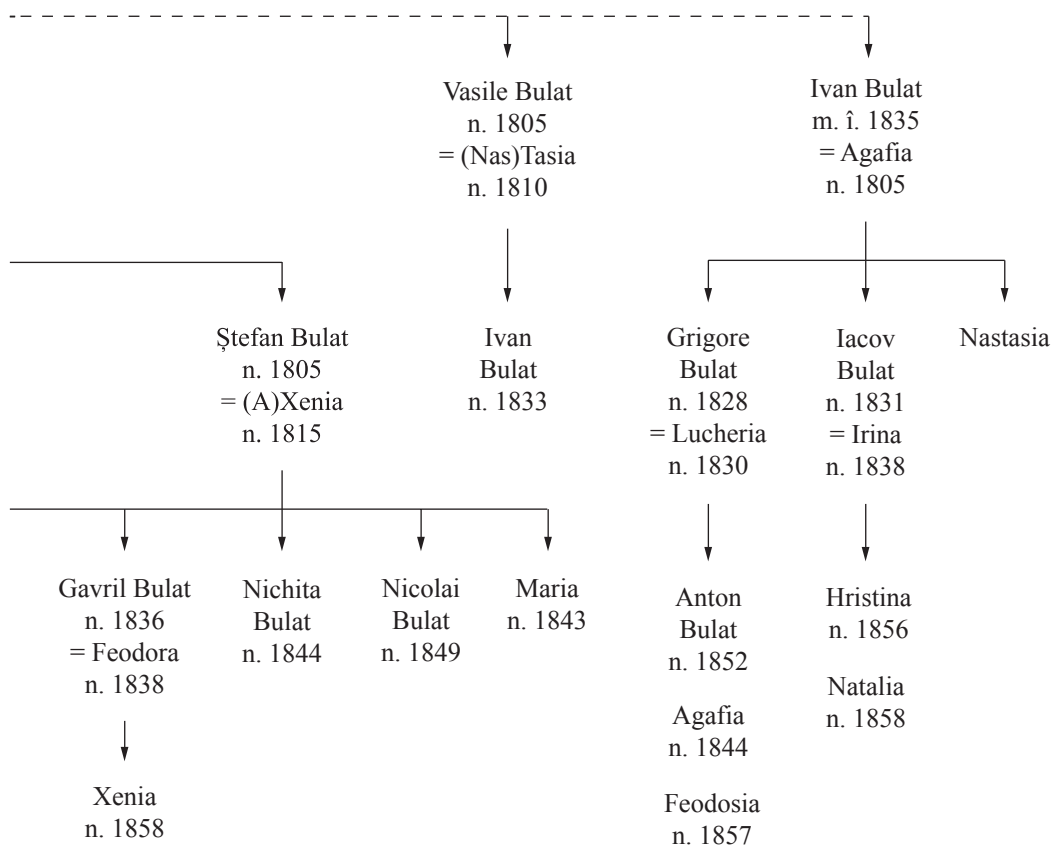 Vasile Bulat
n. 1805
= (Nas)Tasia
n. 1810
Ivan Bulat
m. î. 1835
= Agafia
n. 1805
Ștefan Bulat
n. 1805
= (A)Xenia
n. 1815
Ivan
Bulat
n. 1833
Grigore
Bulat
n. 1828
= Lucheria
n. 1830
Iacov
Bulat
n. 1831
= Irina
n. 1838
Nastasia
Gavril Bulat
n. 1836
= Feodora
n. 1838
Nichita
Bulat
n. 1844
Nicolai
Bulat
n. 1849
Maria
n. 1843
Anton
Bulat
n. 1852
Agafia
n. 1844
Feodosia
n. 1857
Hristina
n. 1856
Natalia
n. 1858
Xenia
n. 1858